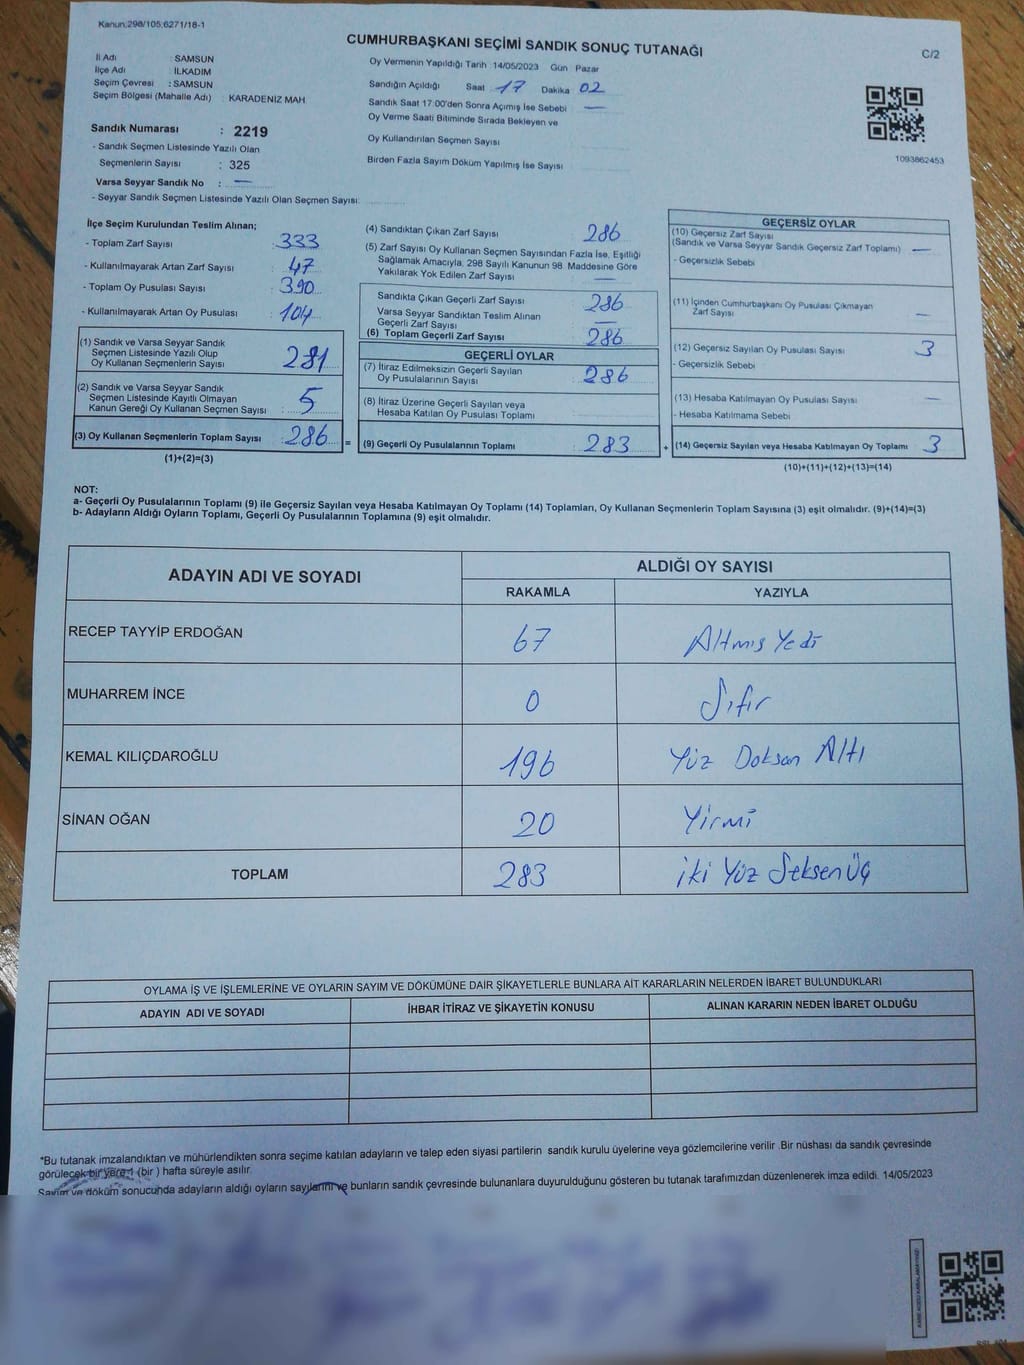 Kanun.298/105.6271/18-1
CUMHURBAŞKANI SEÇİMİ SANDIK SONUÇ TUTANAĞI
C/2
İl Adı : SAMSUN
İlçe Adı : İLKADIM
Seçim Çevresi : SAMSUN
Seçim Bölgesi (Mahalle Adı) : KARADENİZ MAH
Sandık Numarası : 2219
- Sandık Seçmen Listesinde Yazılı Olan
Seçmenlerin Sayısı : 325
Varsa Seyyar Sandık No : —
- Seyyar Sandık Seçmen Listesinde Yazılı Olan Seçmen Sayısı:
Oy Vermenin Yapıldığı Tarih 14/05/2023 Gün Pazar
Sandığın Açıldığı Saat 17 Dakika 02
Sandık Saat 17:00'den Sonra Açımış İse Sebebi —
Oy Verme Saati Bitiminde Sırada Bekleyen ve
Oy Kullandırılan Seçmen Sayısı
Birden Fazla Sayım Döküm Yapılmış İse Sayısı
1093862453
İlçe Seçim Kurulundan Teslim Alınan;
- Toplam Zarf Sayısı : 333
- Kullanılmayarak Artan Zarf Sayısı : 47
- Toplam Oy Pusulası Sayısı : 390
- Kullanılmayarak Artan Oy Pusulası : 104
(1) Sandık ve Varsa Seyyar Sandık
Seçmen Listesinde Yazılı Olup
Oy Kullanan Seçmenlerin Sayısı : 281
(2) Sandık ve Varsa Seyyar Sandık
Seçmen Listesinde Kayıtlı Olmayan
Kanun Gereği Oy Kullanan Seçmen Sayısı : 5
(3) Oy Kullanan Seçmenlerin Toplam Sayısı : 286 =
(1)+(2)=(3)
(4) Sandıktan Çıkan Zarf Sayısı 286
(5) Zarf Sayısı Oy Kullanan Seçmen Sayısından Fazla İse, Eşitliği
Sağlamak Amacıyla, 298 Sayılı Kanunun 98 Maddesine Göre
Yakılarak Yok Edilen Zarf Sayısı : —
Sandıkta Çıkan Geçerli Zarf Sayısı : 286
Varsa Seyyar Sandıktan Teslim Alınan
Geçerli Zarf Sayısı : —
(6) Toplam Geçerli Zarf Sayısı : 286
GEÇERLİ OYLAR
(7) İtiraz Edilmeksizin Geçerli Sayılan
Oy Pusulalarının Sayısı : 286
(8) İtiraz Üzerine Geçerli Sayılan veya
Hesaba Katılan Oy Pusulası Toplamı :
(9) Geçerli Oy Pusulalarının Toplamı : 283 +
GEÇERSİZ OYLAR
(10) Geçersiz Zarf Sayısı
(Sandık ve Varsa Seyyar Sandık Geçersiz Zarf Toplamı) —
- Geçersizlik Sebebi
(11) İçinden Cumhurbaşkanı Oy Pusulası Çıkmayan
Zarf Sayısı : —
(12) Geçersiz Sayılan Oy Pusulası Sayısı : 3
- Geçersizlik Sebebi
(13) Hesaba Katılmayan Oy Pusulası Sayısı : —
- Hesaba Katılmama Sebebi
(14) Geçersiz Sayılan veya Hesaba Katılmayan Oy Toplamı : 3
(10)+(11)+(12)+(13)=(14)
NOT:
a- Geçerli Oy Pusulalarının Toplamı (9) ile Geçersiz Sayılan veya Hesaba Katılmayan Oy Toplamı (14) Toplamları, Oy Kullanan Seçmenlerin Toplam Sayısına (3) eşit olmalıdır. (9)+(14)=(3)
b- Adayların Aldığı Oyların Toplamı, Geçerli Oy Pusulalarının Toplamına (9) eşit olmalıdır.
ADAYIN ADI VE SOYADI ALDIĞI OY SAYISI
RAKAMLA YAZIYLA
RECEP TAYYİP ERDOĞAN 67 Altmış Yedi
MUHARREM İNCE 0 Sıfır
KEMAL KILIÇDAROĞLU 196 Yüz Doksan Altı
SİNAN OĞAN 20 Yirmi
TOPLAM 283 iki Yüz Seksen Üç
OYLAMA İŞ VE İŞLEMLERİNE VE OYLARIN SAYIM VE DÖKÜMÜNE DAİR ŞİKAYETLERLE BUNLARA AİT KARARLARIN NELERDEN İBARET BULUNDUKLARI
ADAYIN ADI VE SOYADI İHBAR İTİRAZ VE ŞİKAYETİN KONUSU ALINAN KARARIN NEDEN İBARET OLDUĞU
*Bu tutanak imzalandıktan ve mühürlendikten sonra seçime katılan adayların ve talep eden siyasi partilerin sandık kurulu üyelerine veya gözlemcilerine verilir .Bir nüshası da sandık çevresinde
görülecek bir yere 1 (bir ) hafta süreyle asılır.
Sayım ve döküm sonucunda adayların aldığı oyların sayılarını ve bunların sandık çevresinde bulunanlara duyurulduğunu gösteren bu tutanak tarafımızdan düzenlenerek imza edildi. 14/05/2023